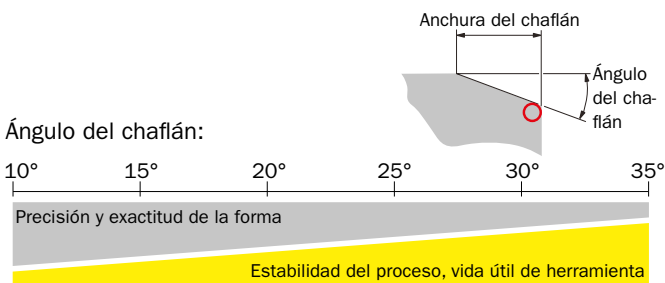 Anchura del chaflán
Ángulo
del cha-
flán
Ángulo del chaflán:
10° 15° 20° 25° 30° 35°
Precisión y exactitud de la forma
Estabilidad del proceso, vida útil de herramienta